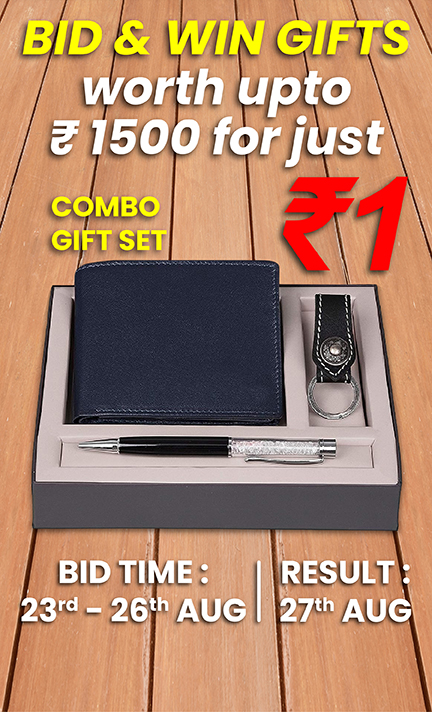 BID & WIN GIFTS
worth upto
₹ 1500 for just
₹1
COMBO
GIFT SET
BID TIME :
23rd - 26th AUG
RESULT :
27th AUG